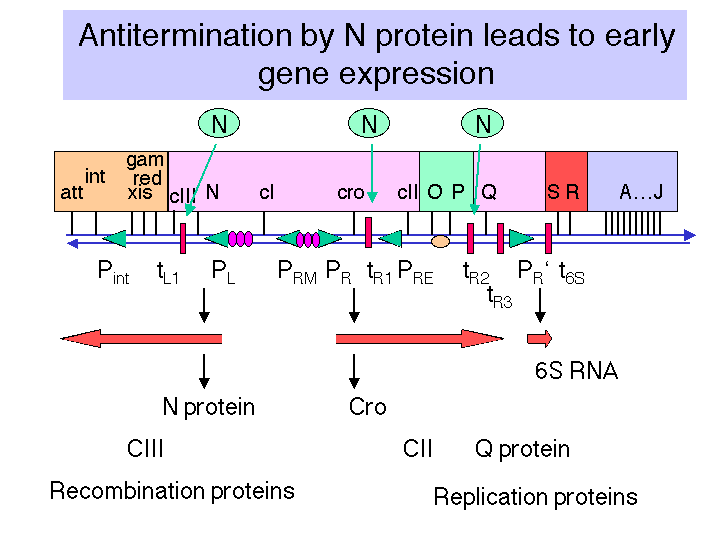 Antitermination by N protein leads to early
gene expression
N N N
gam
int red
att xis cIII N cI cro cII O P Q S R A…J
Pint tL1 PL PRM PR tR1 PRE tR2 PR‘ t6S
tR3
6S RNA
N protein Cro
CIII CII Q protein
Recombination proteins Replication proteins